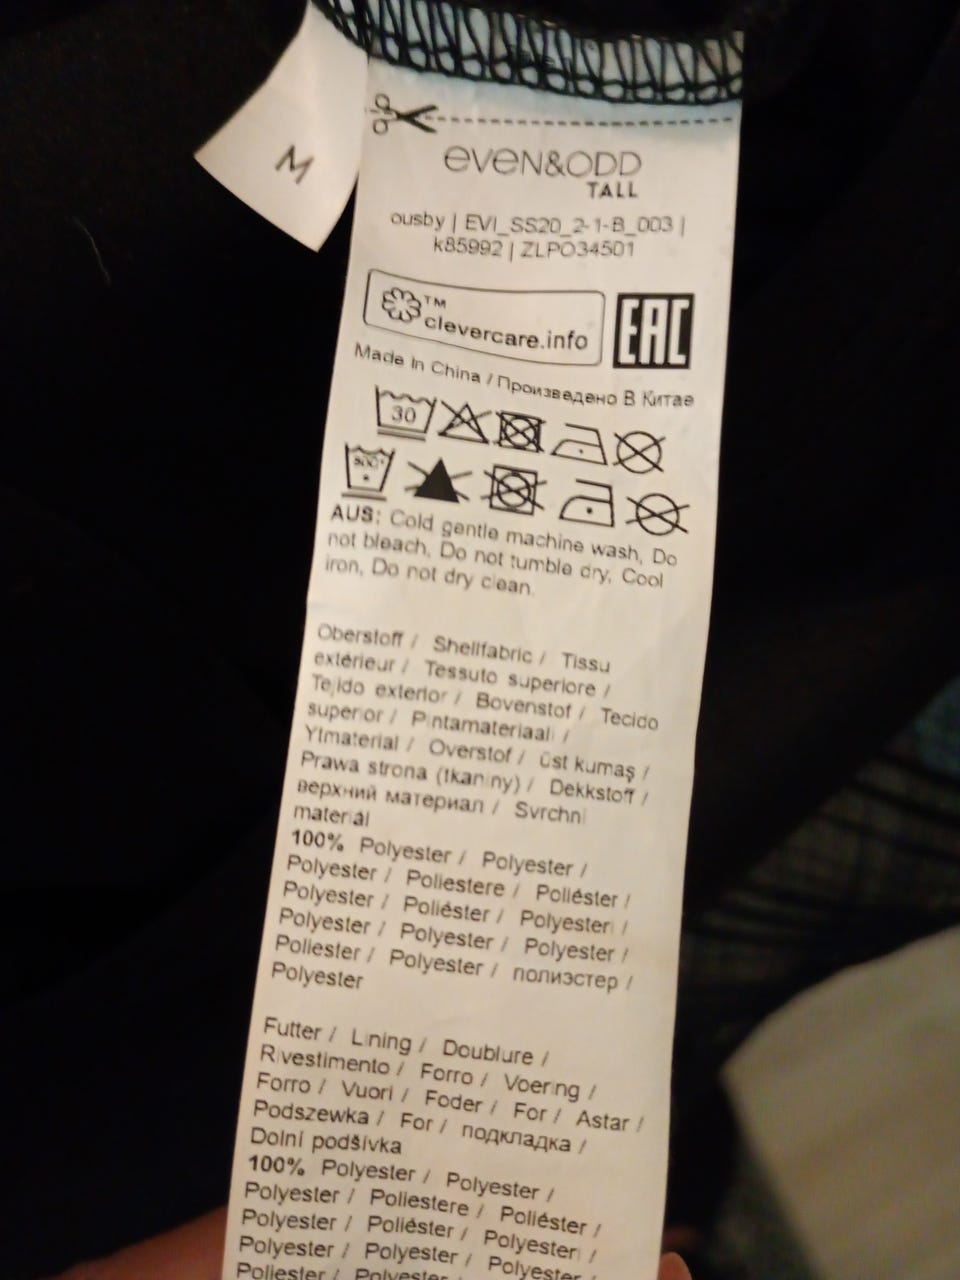 M
even&odd
TALL
ousby | EVI_SS20_2-1-B_003 |
k85992 | ZLPO34501
™
clevercare.info
EAC
Made In China / Произведено В Китае
30
AUS: Cold gentle machine wash, Do
not bleach, Do not tumble dry, Cool
iron, Do not dry clean.
Oberstoff / Shellfabric / Tissu
extérieur / Tessuto superiore /
Tejido exterior / Bovenstof / Tecido
superior / Pintamateriaali /
Ytmaterial / Overstof / üst kumaş /
Prawa strona (tkaniny) / Dekkstoff /
верхний материал / Svrchní
materiál
100% Polyester / Polyester /
Polyester / Poliestere / Poliéster /
Polyester / Poliéster / Polyesteri /
Polyester / Polyester / Polyester /
Poliester / Polyester / полиэстер /
Polyester
Futter / Lining / Doublure /
Rivestimento / Forro / Voering /
Forro / Vuori / Foder / For / Astar /
Podszewka / For / подкладка /
Dolní podšívka
100% Polyester / Polyester /
Polyester / Poliestere / Poliéster /
Polyester / Poliéster / Polyesteri /
Polyester / Polyester / Polyester
Poliester / Polyester